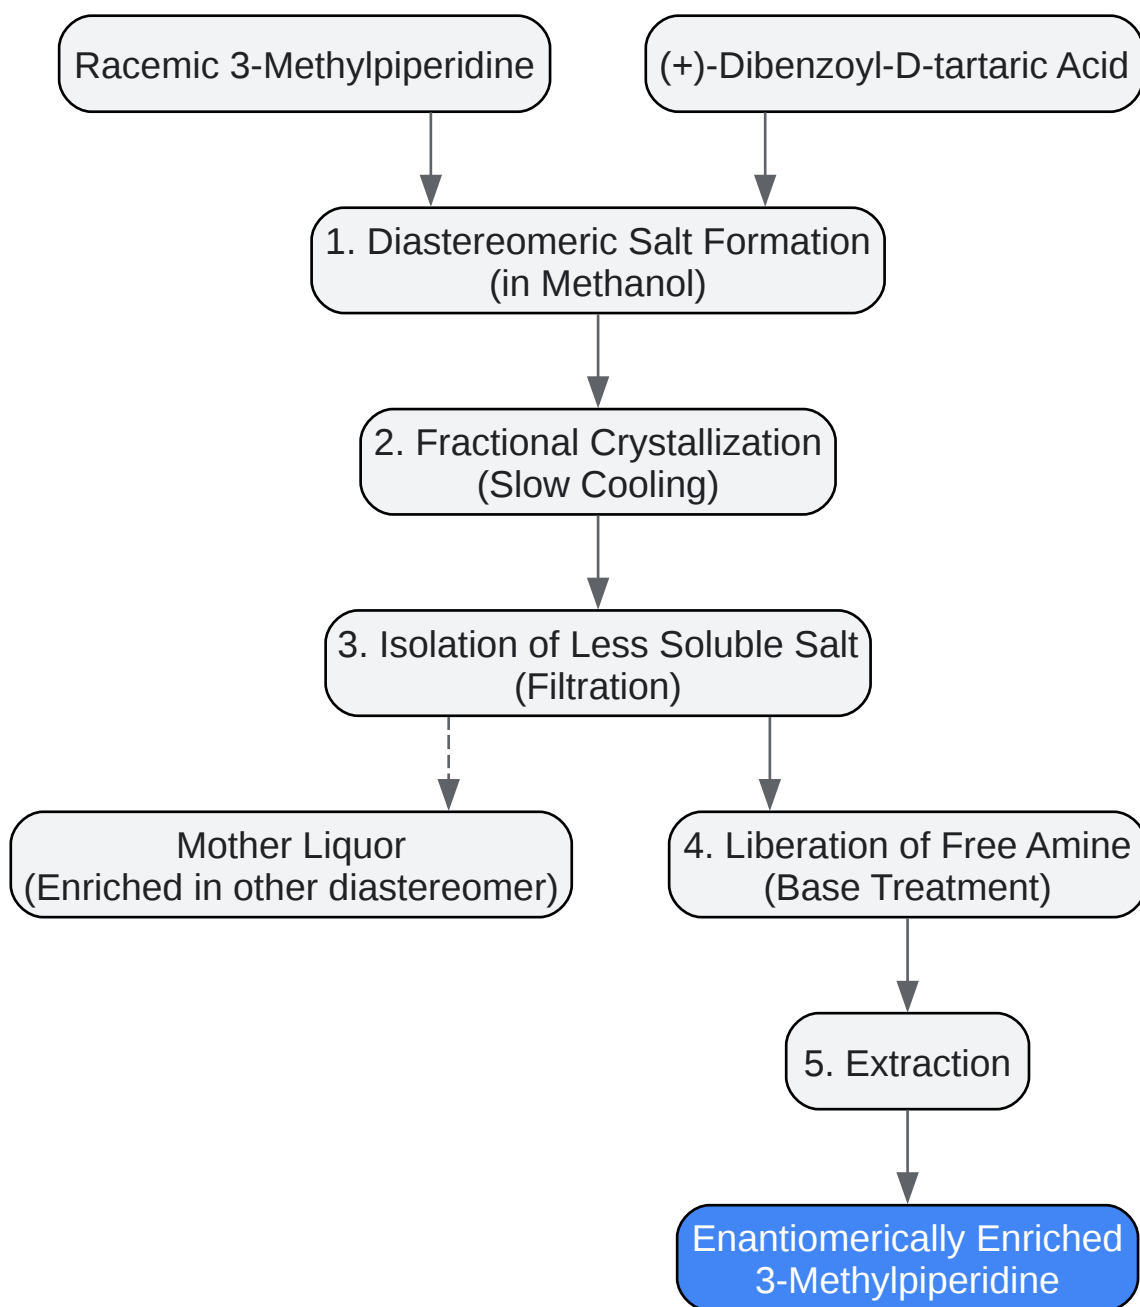 Racemic 3-Methylpiperidine
(+)-Dibenzoyl-D-tartaric Acid
1. Diastereomeric Salt Formation
(in Methanol)
2. Fractional Crystallization
(Slow Cooling)
3. Isolation of Less Soluble Salt
(Filtration)
Mother Liquor
(Enriched in other diastereomer)
4. Liberation of Free Amine
(Base Treatment)
5. Extraction
Enantiomerically Enriched
3-Methylpiperidine